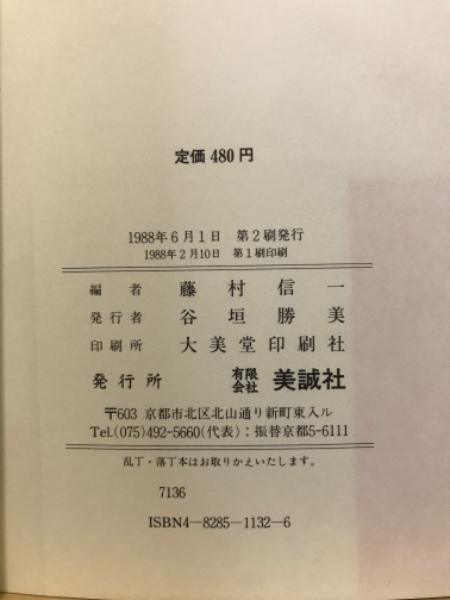 定価480円
1988年6月1日 第2刷発行
1988年2月10日 第1刷印刷
編者 藤村信一
発行者 谷垣勝美
印刷所 大美堂印刷社
発行所 有限会社 美誠社
〒603 京都市北区北山通り新町東入ル
Tel.(075)492-5660(代表):振替京都5-6111
乱丁・落丁本はお取りかえいたします。
7136
ISBN4-8285-1132-6